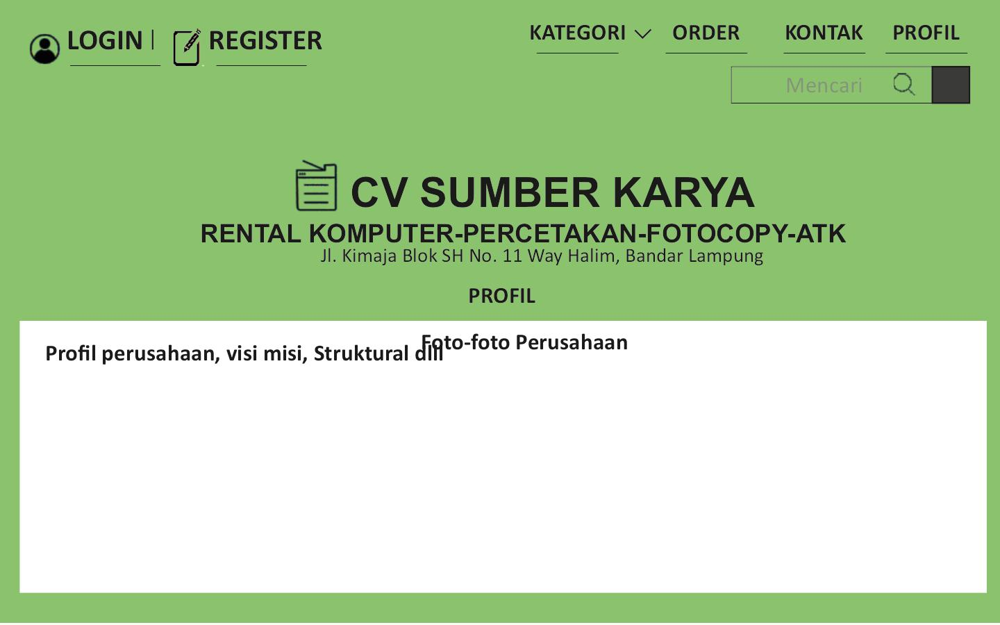 LOGIN | REGISTER
KATEGORI ORDER KONTAK PROFIL
Mencari
CV SUMBER KARYA
RENTAL KOMPUTER-PERCETAKAN-FOTOCOPY-ATK
Jl. Kimaja Blok SH No. 11 Way Halim, Bandar Lampung
PROFIL
Foto-foto Perusahaan
Profil perusahaan, visi misi, Struktural dlll